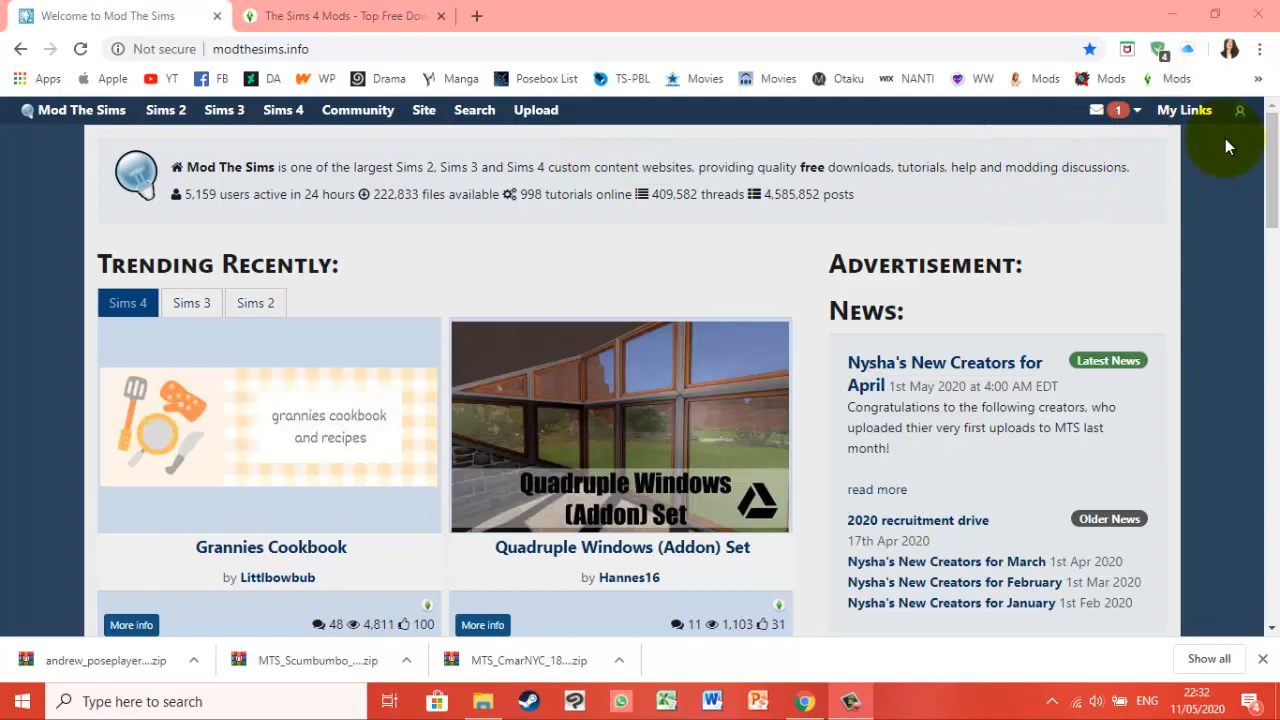 Welcome to Mod The Sims
The Sims 4 Mods - Top Free Dow
Not secure modthesims.info
4
Apps Apple YT FB DA WP Drama Manga Posebox List TS-PBL Movies Movies Otaku WIX NANTI WW Mods Mods Mods »
Mod The Sims Sims 2 Sims 3 Sims 4 Community Site Search Upload 1 My Links
Mod The Sims is one of the largest Sims 2, Sims 3 and Sims 4 custom content websites, providing quality free downloads, tutorials, help and modding discussions.
5,159 users active in 24 hours 222,833 files available 998 tutorials online 409,582 threads 4,585,852 posts
TRENDING RECENTLY:
Sims 4 Sims 3 Sims 2
grannies cookbook
and recipes
Quadruple Windows
(Addon) Set
Grannies Cookbook
by Littlbowbub
Quadruple Windows (Addon) Set
by Hannes16
More info 48 4,811 100
More info 11 1,103 31
ADVERTISEMENT:
NEWS:
Nysha's New Creators for Latest News
April 1st May 2020 at 4:00 AM EDT
Congratulations to the following creators, who
uploaded thier very first uploads to MTS last
month!
read more
2020 recruitment drive Older News
17th Apr 2020
Nysha's New Creators for March 1st Apr 2020
Nysha's New Creators for February 1st Mar 2020
Nysha's New Creators for January 1st Feb 2020
andrew_poseplayer....zip MTS_Scumbumbo_....zip MTS_CmarNYC_18....zip Show all
Type here to search
ENG
22:32
11/05/2020
4